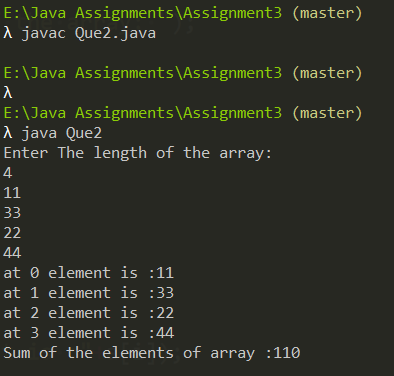 E:\Java Assignments\Assignment3 (master)
λ javac Que2.java
E:\Java Assignments\Assignment3 (master)
λ
E:\Java Assignments\Assignment3 (master)
λ java Que2
Enter The length of the array:
4
11
33
22
44
at 0 element is :11
at 1 element is :33
at 2 element is :22
at 3 element is :44
Sum of the elements of array :110